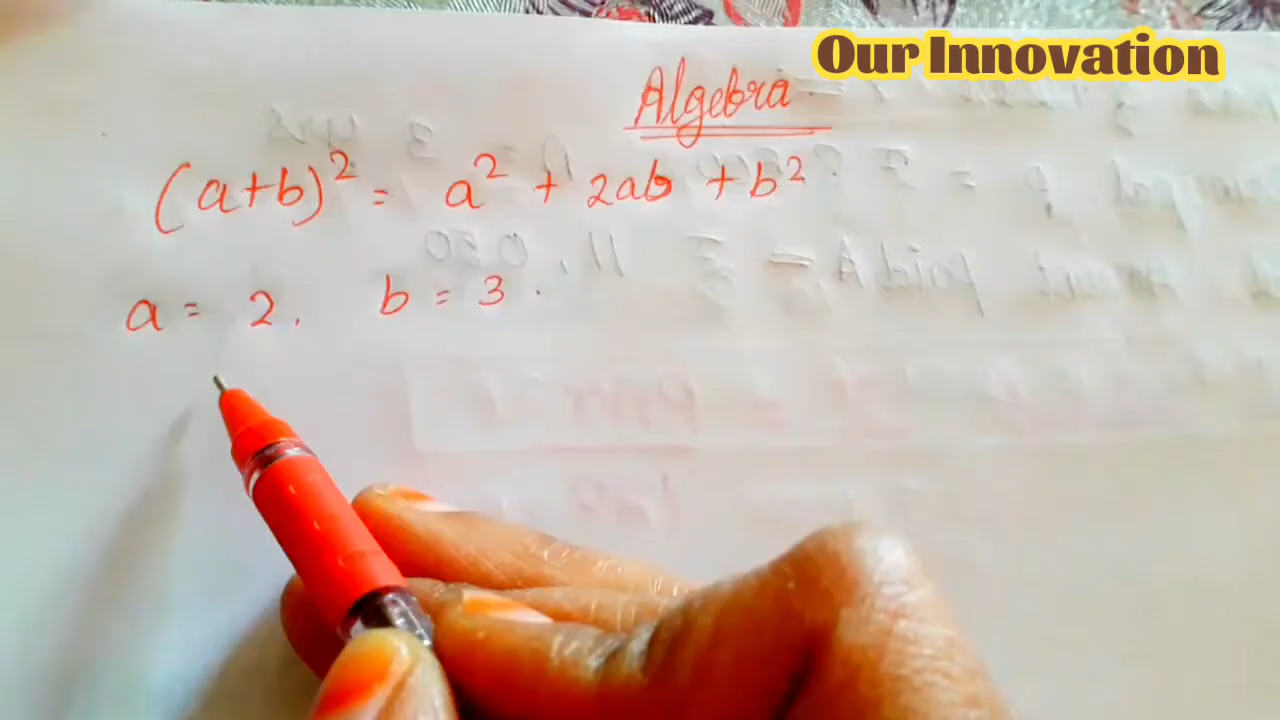 Our Innovation
Algebra
(a+b)² = a² + 2ab + b²
a = 2. b = 3.